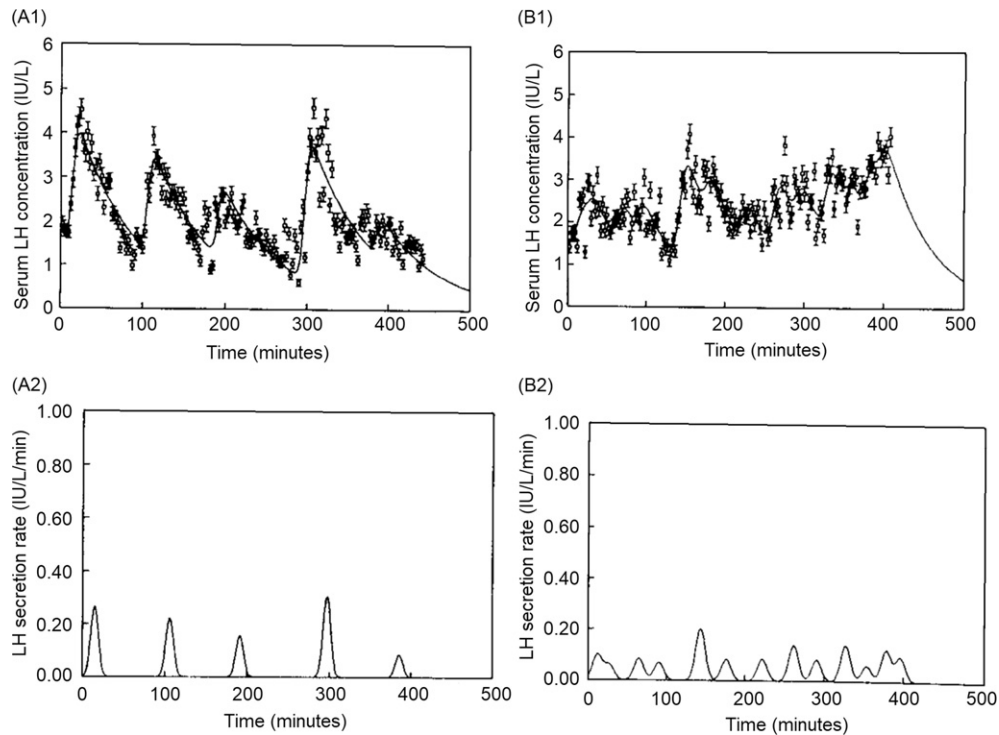 (A1)
Serum LH concentration (IU/L)
6
5
4
3
2
1
0
0 100 200 300 400 500
Time (minutes)
(B1)
Serum LH concentration (IU/L)
6
5
4
3
2
1
0
0 100 200 300 400 500
Time (minutes)
(A2)
LH secretion rate (IU/L/min)
1.00
0.80
0.60
0.40
0.20
0.00
0 100 200 300 400 500
Time (minutes)
(B2)
LH secretion rate (IU/L/min)
1.00
0.80
0.60
0.40
0.20
0.00
0 100 200 300 400 500
Time (minutes)